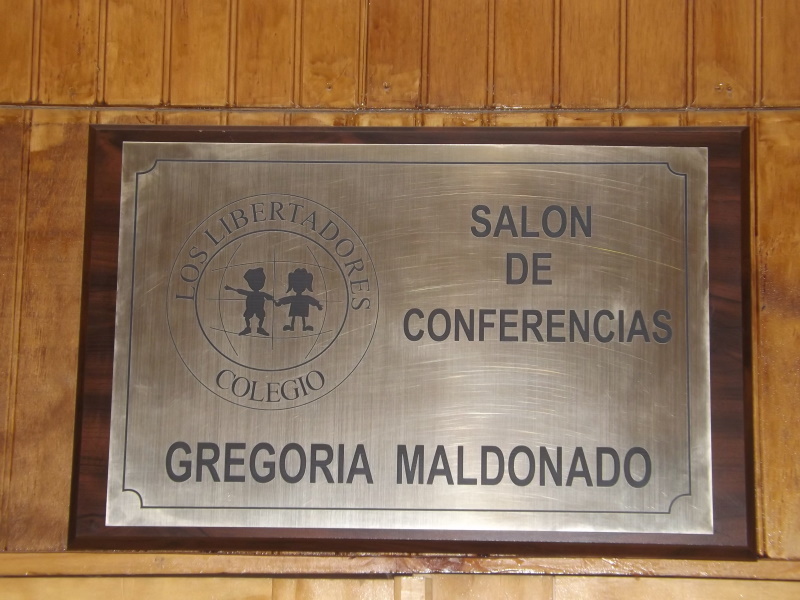 LOS LIBERTADORES
COLEGIO
SALON
DE
CONFERENCIAS
GREGORIA MALDONADO